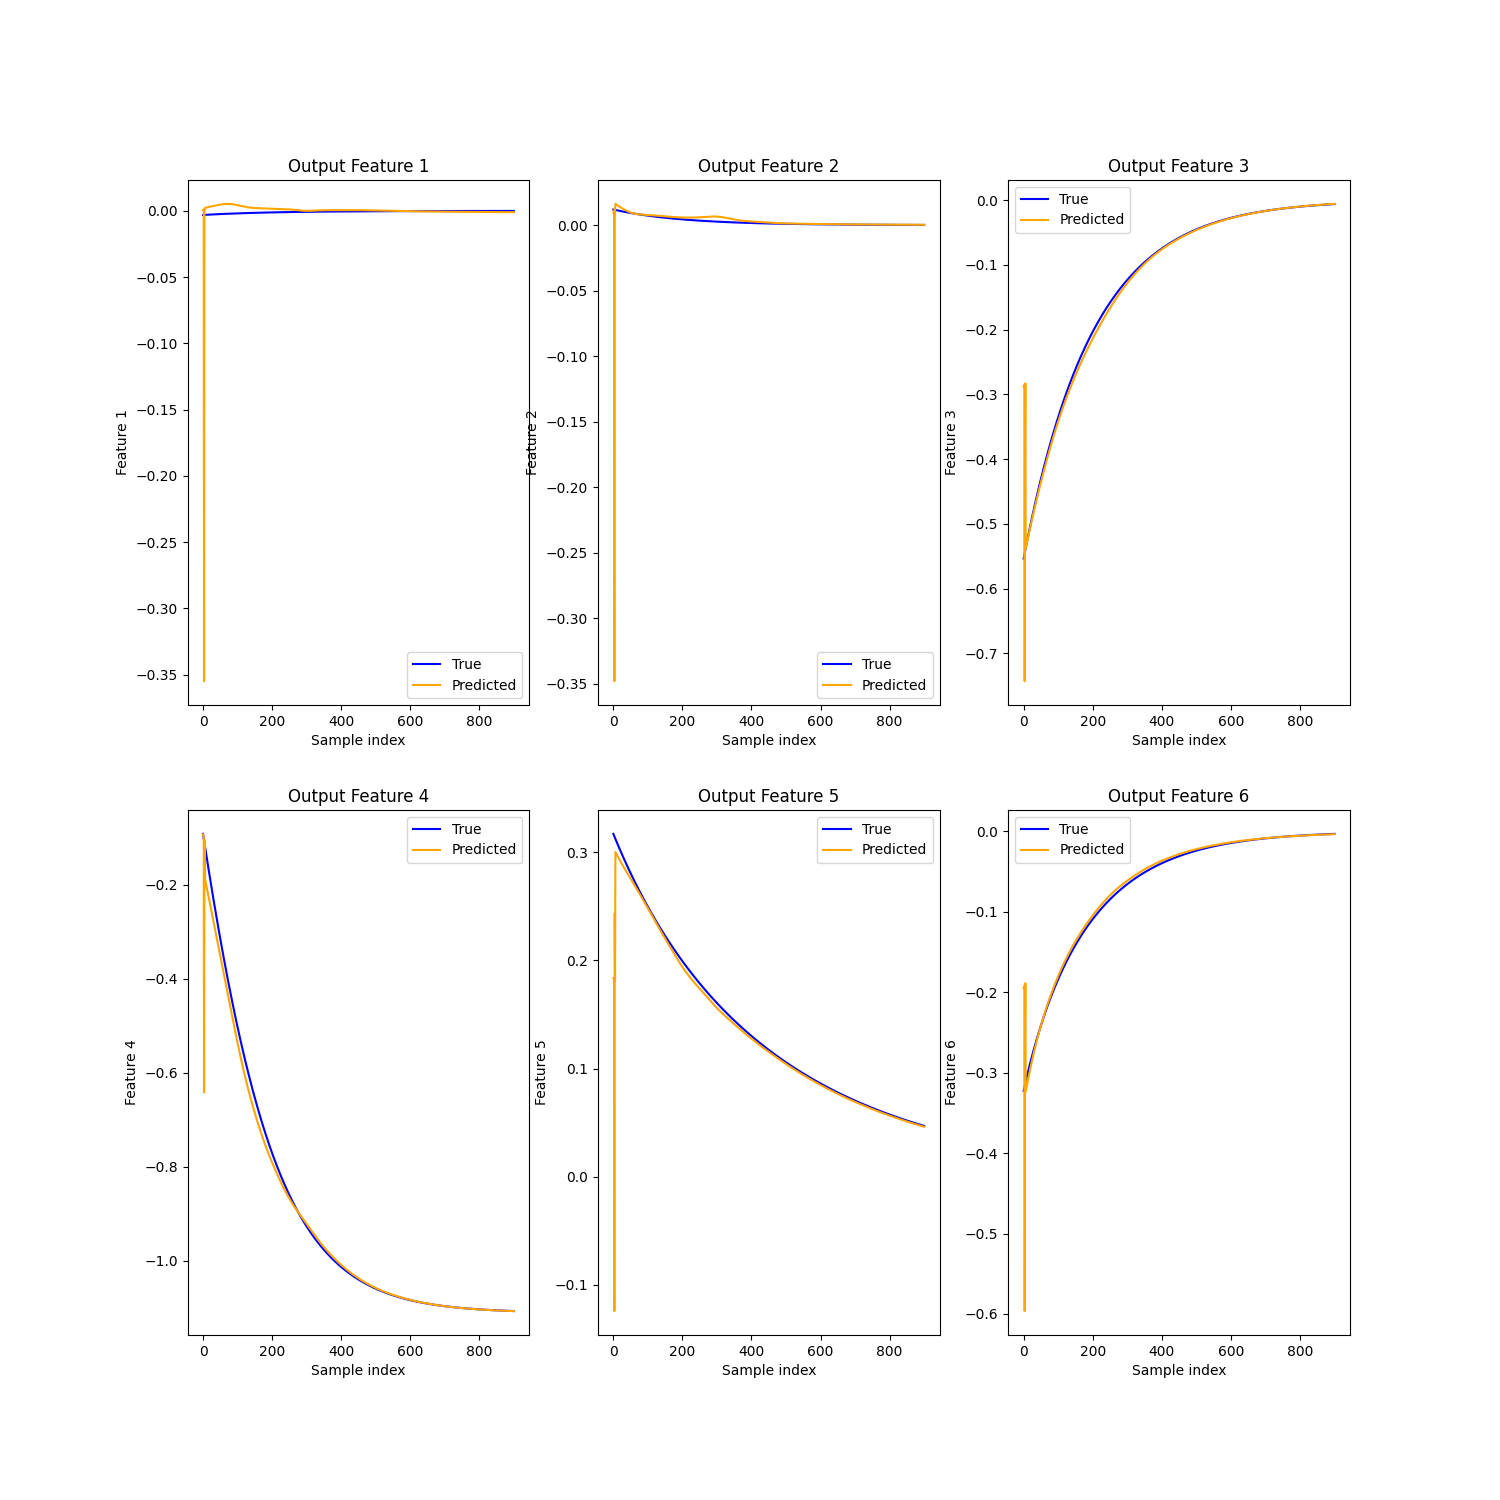 Output Feature 1
Feature 1
0.00
−0.05
−0.10
−0.15
−0.20
−0.25
−0.30
−0.35
True
Predicted
0 200 400 600 800
Sample index
Output Feature 2
Feature 2
0.00
−0.05
−0.10
−0.15
−0.20
−0.25
−0.30
−0.35
True
Predicted
0 200 400 600 800
Sample index
Output Feature 3
Feature 3
True
Predicted
0.0
−0.1
−0.2
−0.3
−0.4
−0.5
−0.6
−0.7
0 200 400 600 800
Sample index
Output Feature 4
Feature 4
True
Predicted
−0.2
−0.4
−0.6
−0.8
−1.0
0 200 400 600 800
Sample index
Output Feature 5
Feature 5
True
Predicted
0.3
0.2
0.1
0.0
−0.1
0 200 400 600 800
Sample index
Output Feature 6
Feature 6
True
Predicted
0.0
−0.1
−0.2
−0.3
−0.4
−0.5
−0.6
0 200 400 600 800
Sample index